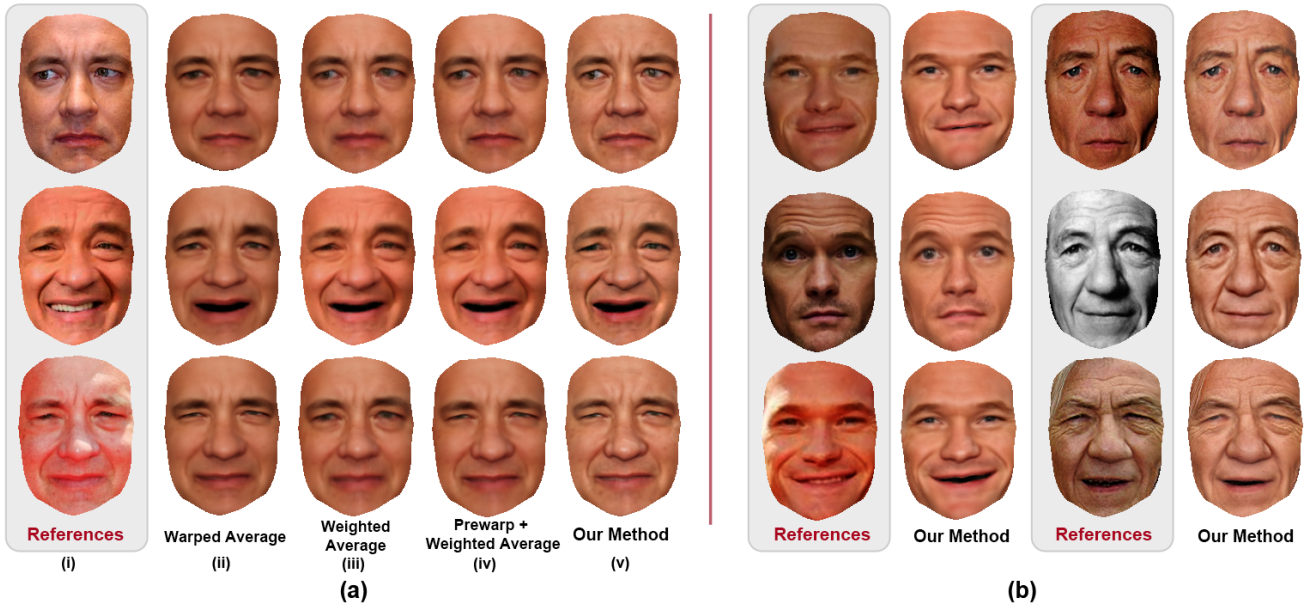 References
Warped Average
Weighted
Average
Prewarp +
Weighted Average
Our Method
(i)
(ii)
(iii)
(iv)
(v)
(a)
References
Our Method
References
Our Method
(b)